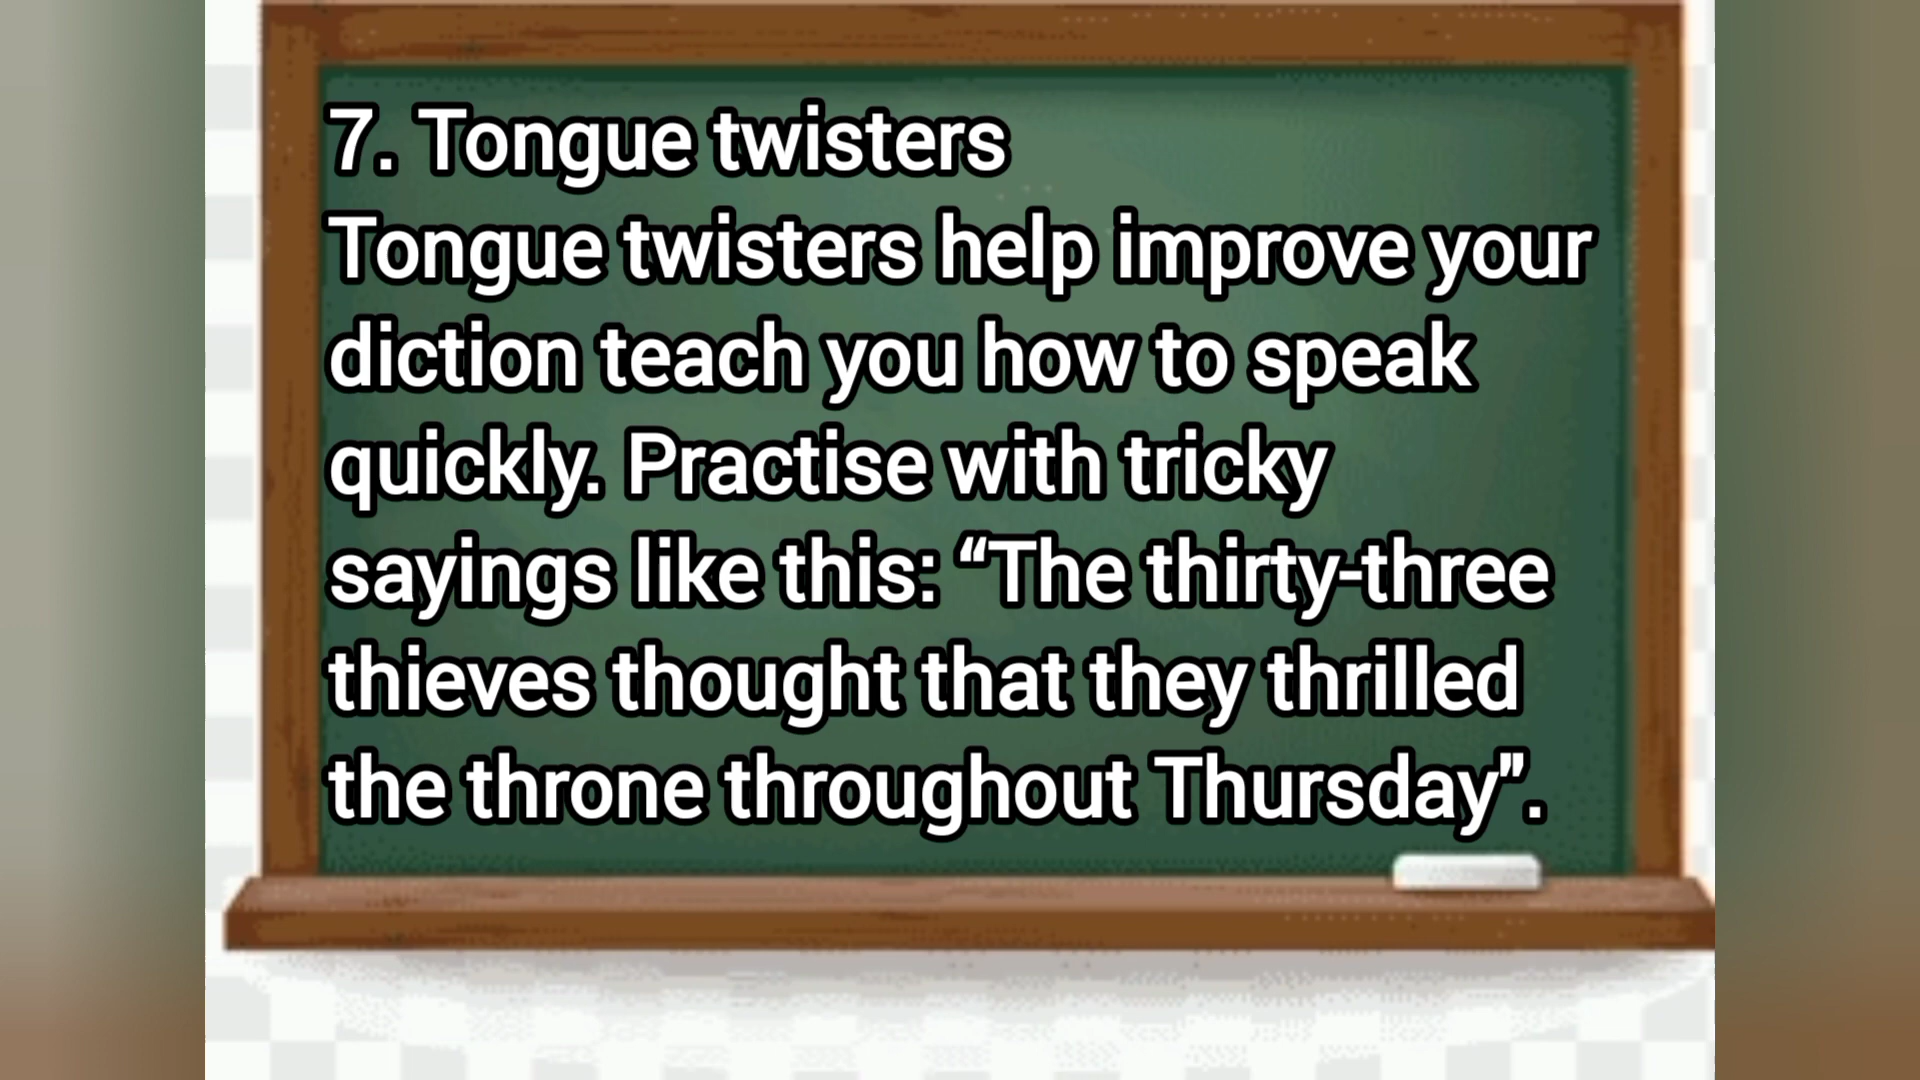 7. Tongue twisters
Tongue twisters help improve your
diction teach you how to speak
quickly. Practise with tricky
sayings like this: “The thirty-three
thieves thought that they thrilled
the throne throughout Thursday”.